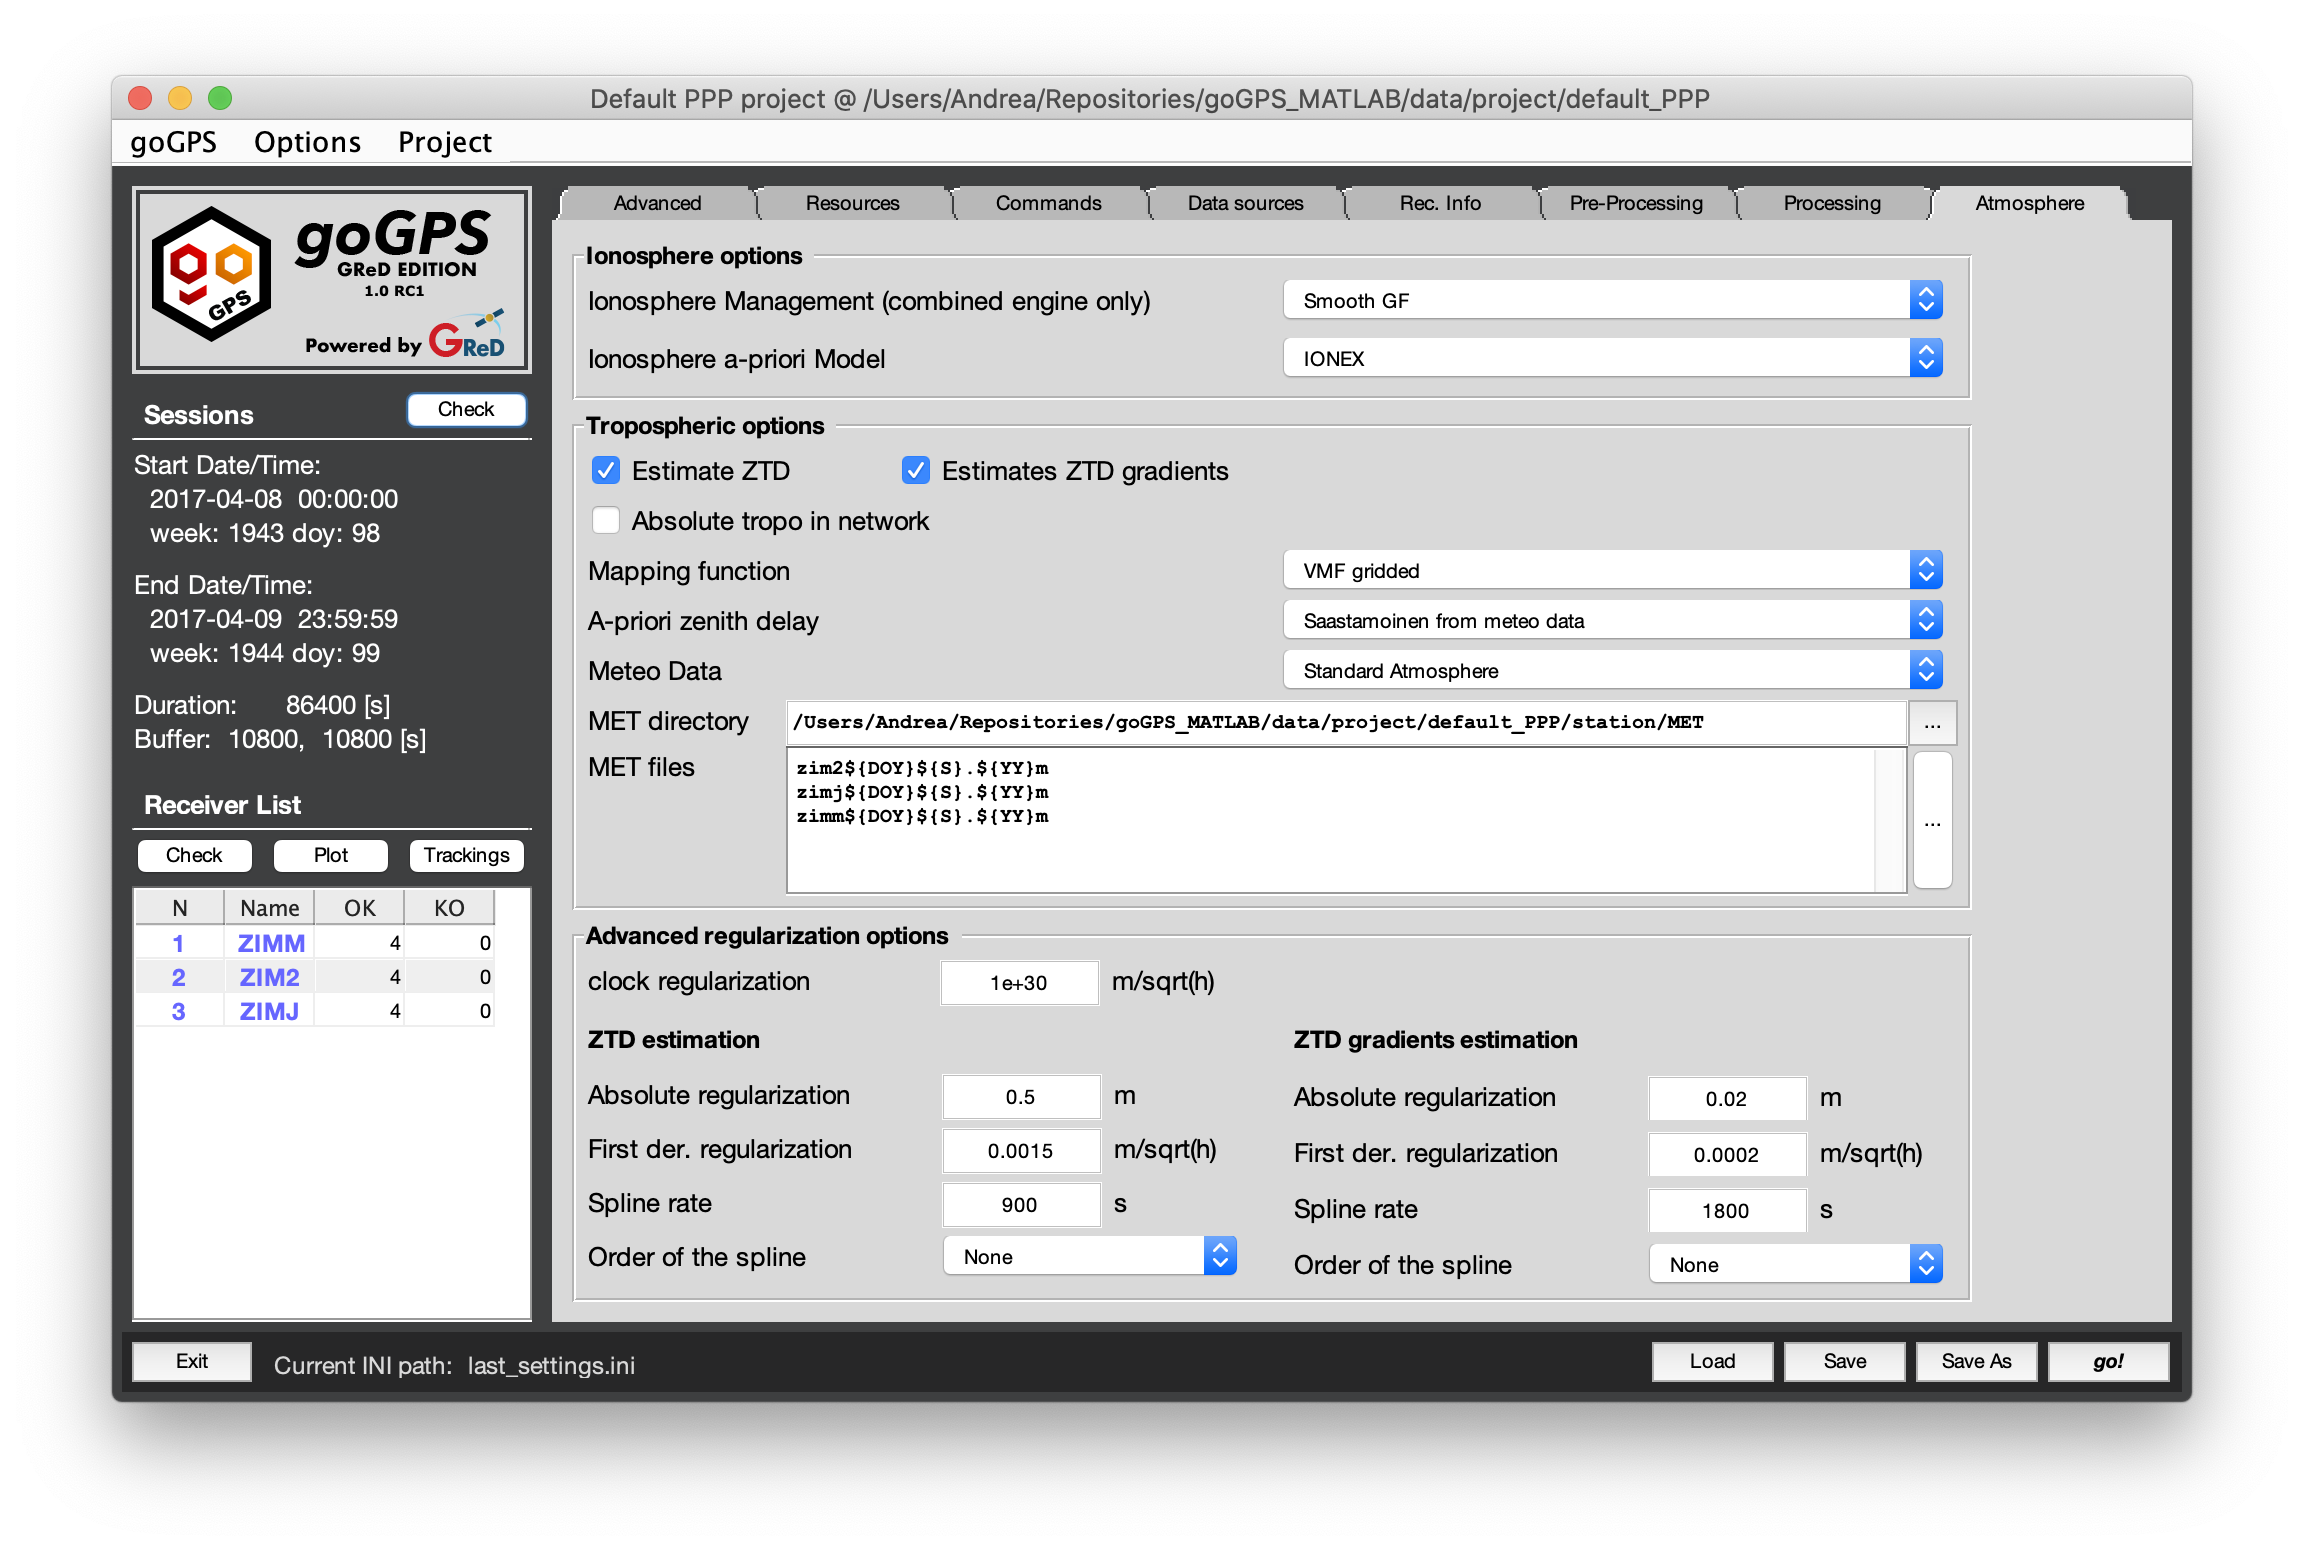 Default PPP project @ /Users/Andrea/Repositories/goGPS_MATLAB/data/project/default_PPP
goGPS Options Project
go
g GPS
goGPS
GReD EDITION
1.0 RC1
Powered by GReD
Sessions Check
Start Date/Time:
2017-04-08 00:00:00
week: 1943 doy: 98
End Date/Time:
2017-04-09 23:59:59
week: 1944 doy: 99
Duration: 86400 [s]
Buffer: 10800, 10800 [s]
Receiver List
Check Plot Trackings
N Name OK KO
1 ZIMM 4 0
2 ZIM2 4 0
3 ZIMJ 4 0
Advanced Resources Commands Data sources Rec. Info Pre-Processing Processing Atmosphere
Ionosphere options
Ionosphere Management (combined engine only) Smooth GF
Ionosphere a-priori Model IONEX
Tropospheric options
Estimate ZTD Estimates ZTD gradients
Absolute tropo in network
Mapping function VMF gridded
A-priori zenith delay Saastamoinen from meteo data
Meteo Data Standard Atmosphere
MET directory /Users/Andrea/Repositories/goGPS_MATLAB/data/project/default_PPP/station/MET ...
MET files zim2${DOY}${S}.${YY}m
zimj${DOY}${S}.${YY}m
zimm${DOY}${S}.${YY}m
...
Advanced regularization options
clock regularization 1e+30 m/sqrt(h)
ZTD estimation
Absolute regularization 0.5 m
First der. regularization 0.0015 m/sqrt(h)
Spline rate 900 s
Order of the spline None
ZTD gradients estimation
Absolute regularization 0.02 m
First der. regularization 0.0002 m/sqrt(h)
Spline rate 1800 s
Order of the spline None
Exit Current INI path: last_settings.ini Load Save Save As go!